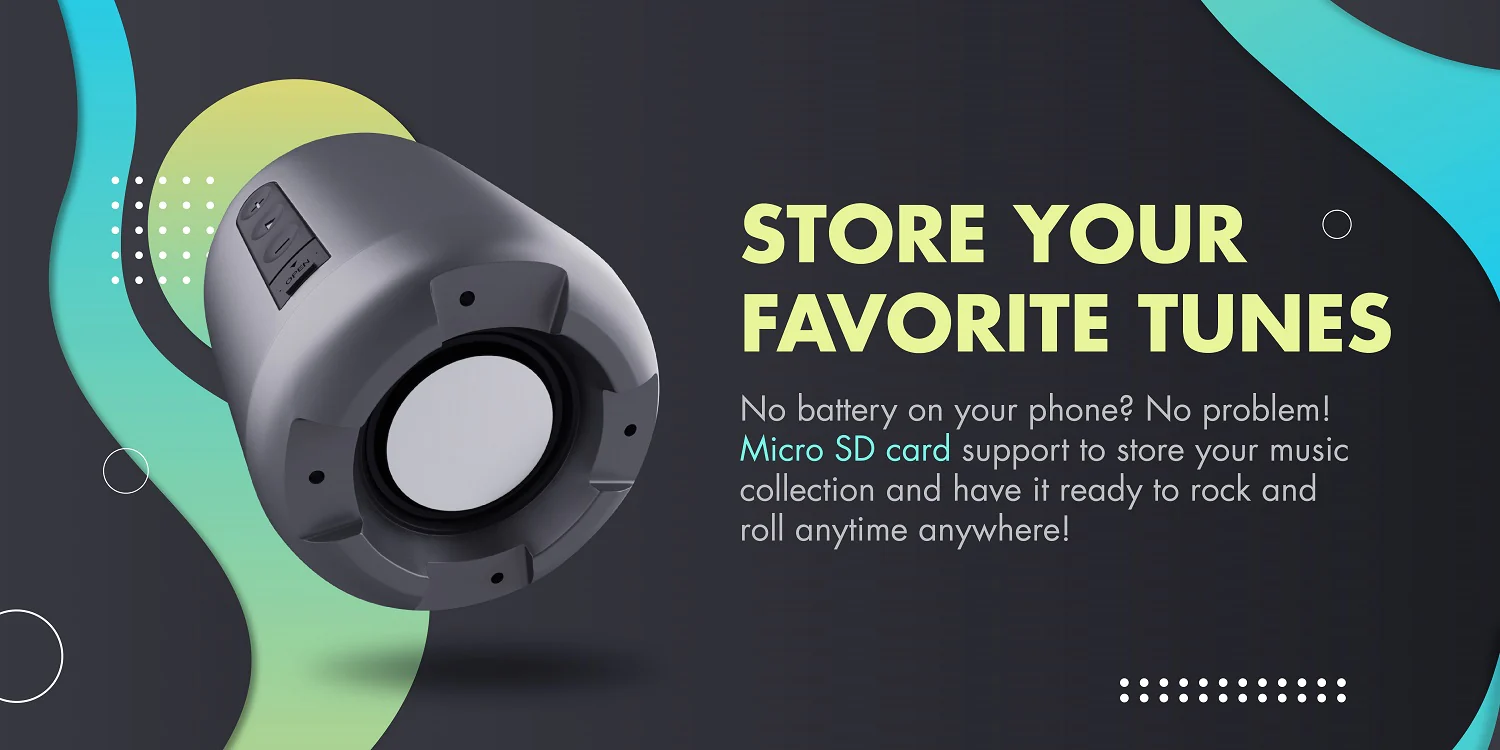 +
−
OPEN
STORE YOUR
FAVORITE TUNES
No battery on your phone? No problem!
Micro SD card support to store your music
collection and have it ready to rock and
roll anytime anywhere!